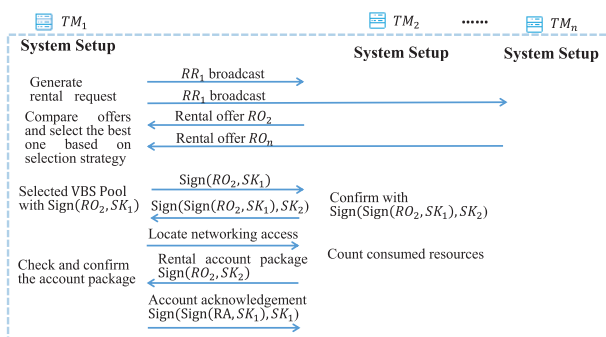 TM₁ TM₂ ...... TMₙ
System Setup System Setup System Setup
Generate rental request
RR₁ broadcast
RR₁ broadcast
Compare offers and select the best one based on selection strategy
Rental offer RO₂
Rental offer ROₙ
Selected VBS Pool with Sign(RO₂, SK₁)
Sign(RO₂, SK₁)
Sign(Sign(RO₂, SK₁), SK₂)
Confirm with Sign(Sign(RO₂, SK₁), SK₂)
Locate networking access
Check and confirm the account package
Rental account package
Sign(RO₂, SK₂)
Count consumed resources
Account acknowledgement
Sign(Sign(RA, SK₁), SK₁)